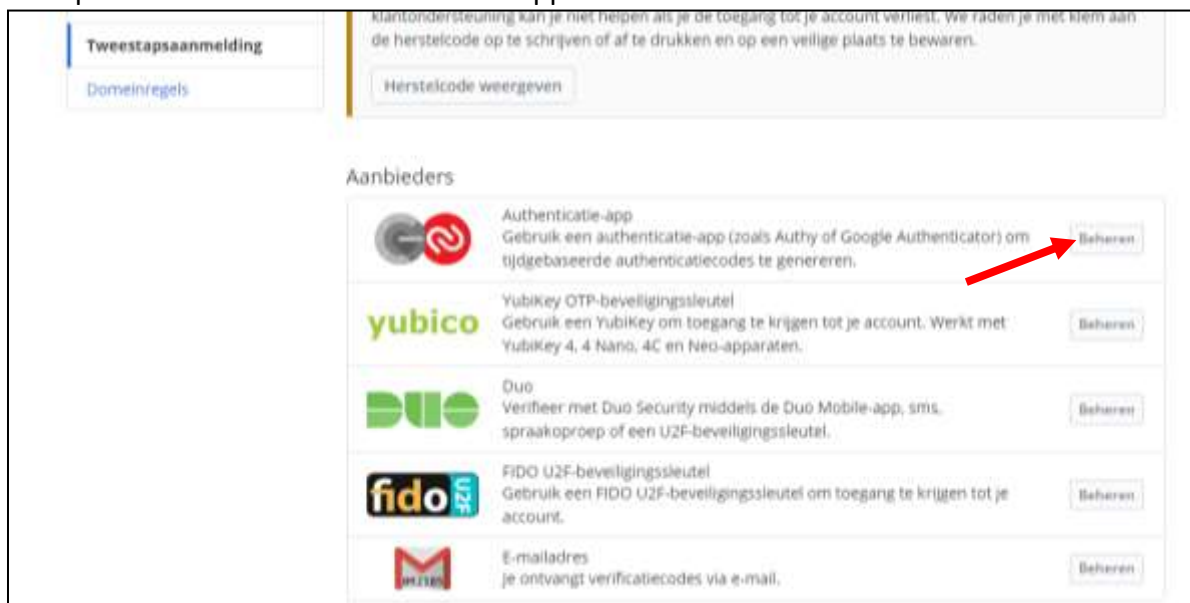 klantondersteuning kan je niet helpen als je de toegang tot je account verliest. We raden je met klem aan
Tweestapsaanmelding
de herstelcode op te schrijven of af te drukken en op een veilige plaats te bewaren.
Domeinregels
Herstelcode weergeven
Aanbieders
Authenticatie-app
Gebruik een authenticatie-app (zoals Authy of Google Authenticator) om
tijdgebaseerde authenticatiecodes te genereren.
Beheren
yubico
YubiKey OTP-beveiligingssleutel
Gebruik een YubiKey om toegang te krijgen tot je account. Werkt met
YubiKey 4, 4 Nano, 4C en Neo-apparaten.
Beheren
DUO
Duo
Verifieer met Duo Security middels de Duo Mobile-app, sms,
spraakoproep of een U2F-beveiligingssleutel.
Beheren
fido U2F
FIDO U2F-beveiligingssleutel
Gebruik een FIDO U2F-beveiligingssleutel om toegang te krijgen tot je
account.
Beheren
E-mailadres
Je ontvangt verificatiecodes via e-mail.
Beheren